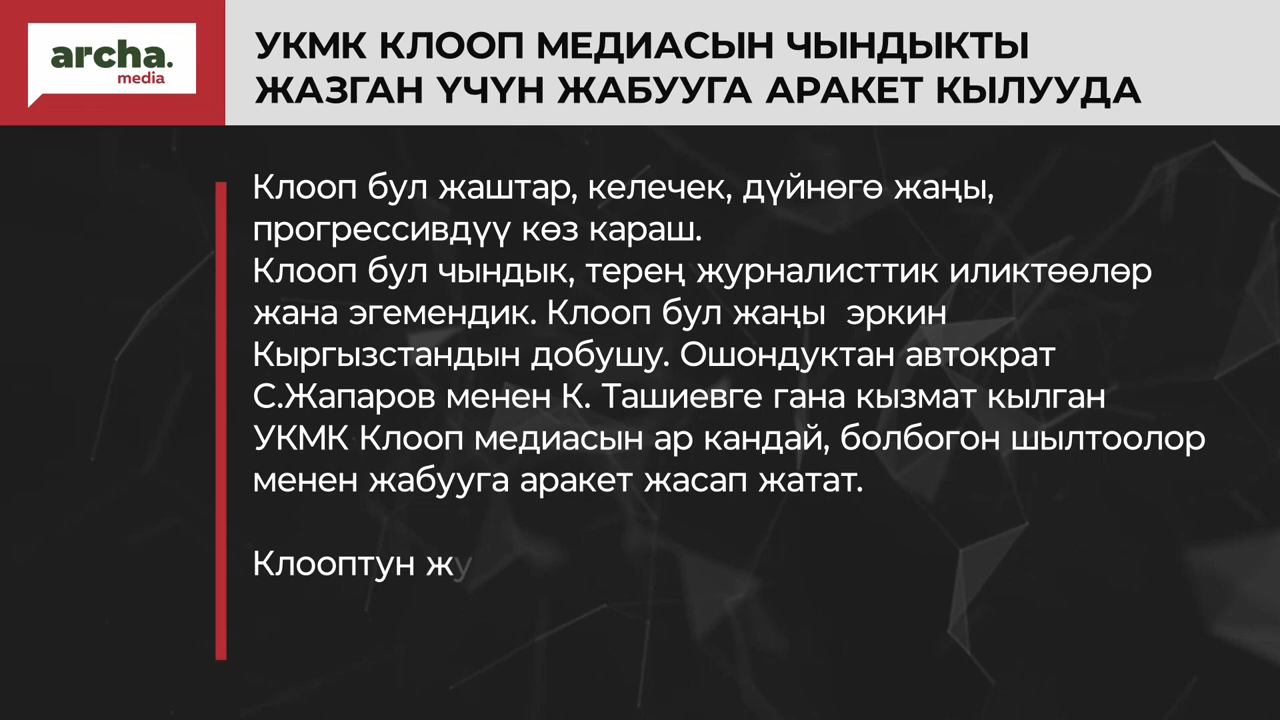 archa.
media
УКМК КЛООП МЕДИАСЫН ЧЫНДЫКТЫ
ЖАЗГАН ҮЧҮН ЖАБУУГА АРАКЕТ КЫЛУУДА
Клооп бул жаштар, келечек, дүйнөгө жаңы,
прогрессивдүү көз караш.
Клооп бул чындык, терең журналисттик иликтөөлөр
жана эгемендик. Клооп бул жаңы  эркин
Кыргызстандын добушу. Ошондуктан автократ
С.Жапаров менен К. Ташиевге гана кызмат кылган
УКМК Клооп медиасын ар кандай, болбогон шылтоолор
менен жабууга аракет жасап жатат.
Клооптун жу